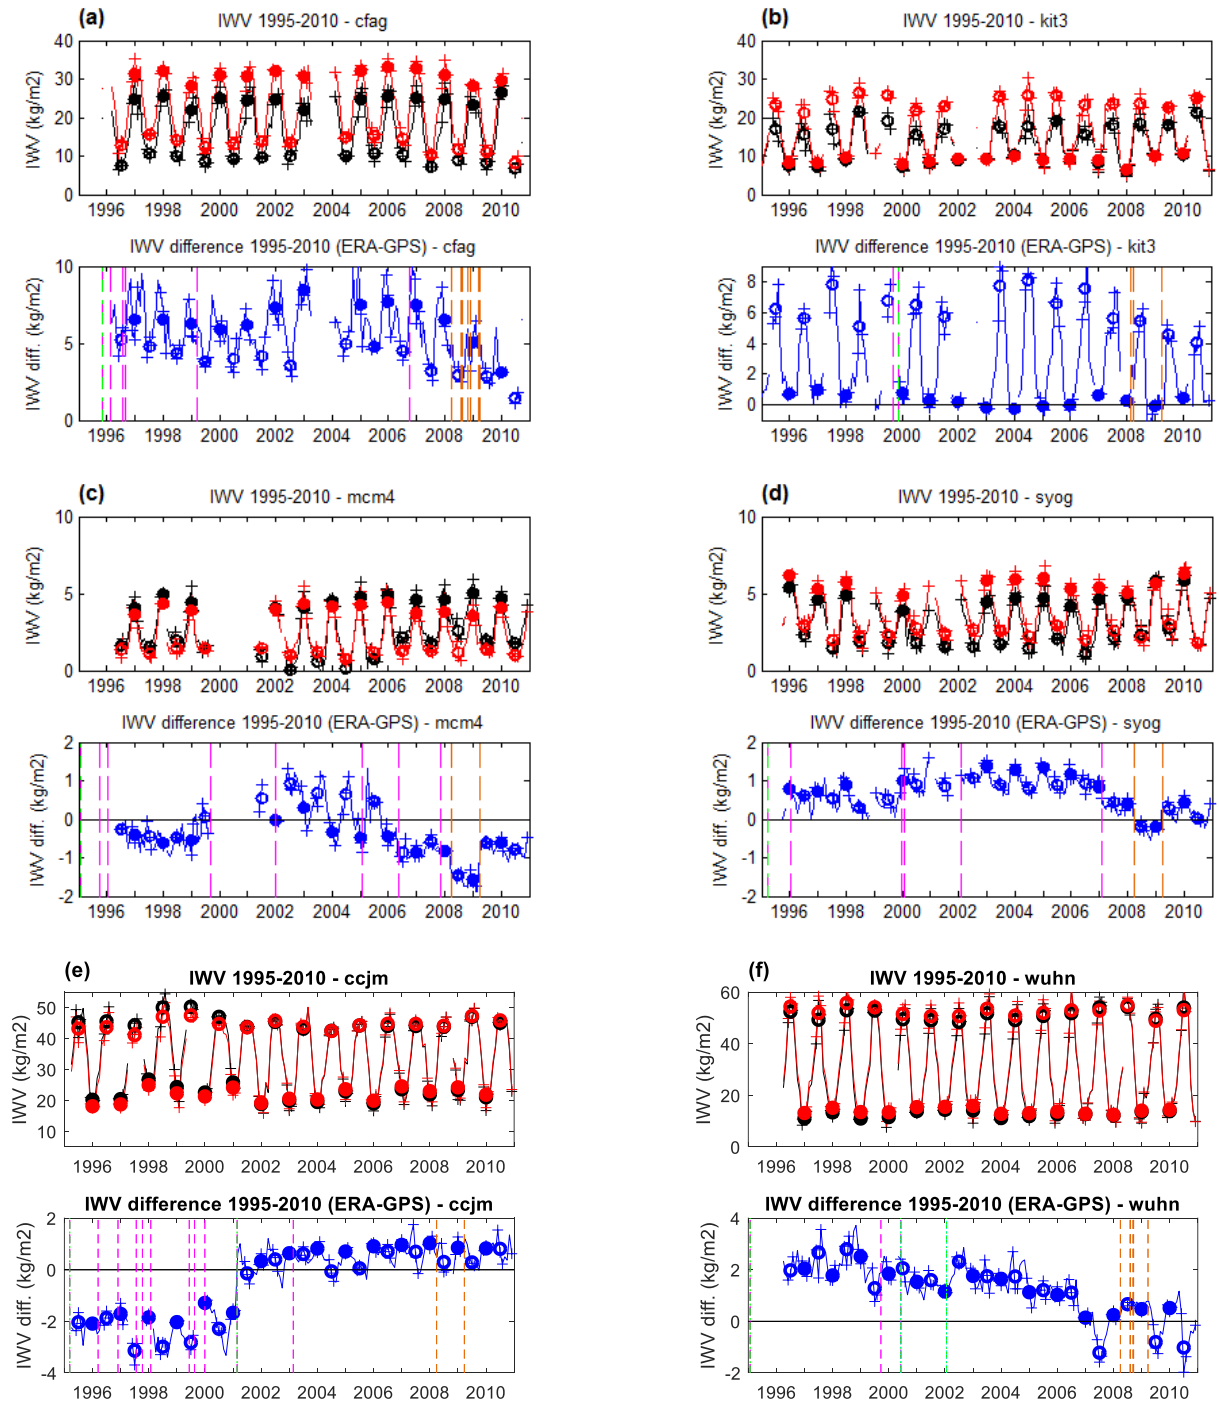 (a)
IWV 1995-2010 - cfag
IWV (kg/m2)
40
30
20
10
0
1996 1998 2000 2002 2004 2006 2008 2010
IWV difference 1995-2010 (ERA-GPS) - cfag
IWV diff. (kg/m2)
10
5
0
1996 1998 2000 2002 2004 2006 2008 2010
(b)
IWV 1995-2010 - kit3
IWV (kg/m2)
40
30
20
10
0
1996 1998 2000 2002 2004 2006 2008 2010
IWV difference 1995-2010 (ERA-GPS) - kit3
IWV diff. (kg/m2)
8
6
4
2
0
1996 1998 2000 2002 2004 2006 2008 2010
(c)
IWV 1995-2010 - mcm4
IWV (kg/m2)
10
5
0
1996 1998 2000 2002 2004 2006 2008 2010
IWV difference 1995-2010 (ERA-GPS) - mcm4
IWV diff. (kg/m2)
2
1
0
-1
-2
1996 1998 2000 2002 2004 2006 2008 2010
(d)
IWV 1995-2010 - syog
IWV (kg/m2)
10
5
0
1996 1998 2000 2002 2004 2006 2008 2010
IWV difference 1995-2010 (ERA-GPS) - syog
IWV diff. (kg/m2)
2
1
0
-1
-2
1996 1998 2000 2002 2004 2006 2008 2010
(e)
IWV 1995-2010 - ccjm
IWV (kg/m2)
50
40
30
20
10
1996 1998 2000 2002 2004 2006 2008 2010
IWV difference 1995-2010 (ERA-GPS) - ccjm
IWV diff. (kg/m2)
2
0
-2
-4
1996 1998 2000 2002 2004 2006 2008 2010
(f)
IWV 1995-2010 - wuhn
IWV (kg/m2)
60
40
20
0
1996 1998 2000 2002 2004 2006 2008 2010
IWV difference 1995-2010 (ERA-GPS) - wuhn
IWV diff. (kg/m2)
4
2
0
-2
1996 1998 2000 2002 2004 2006 2008 2010